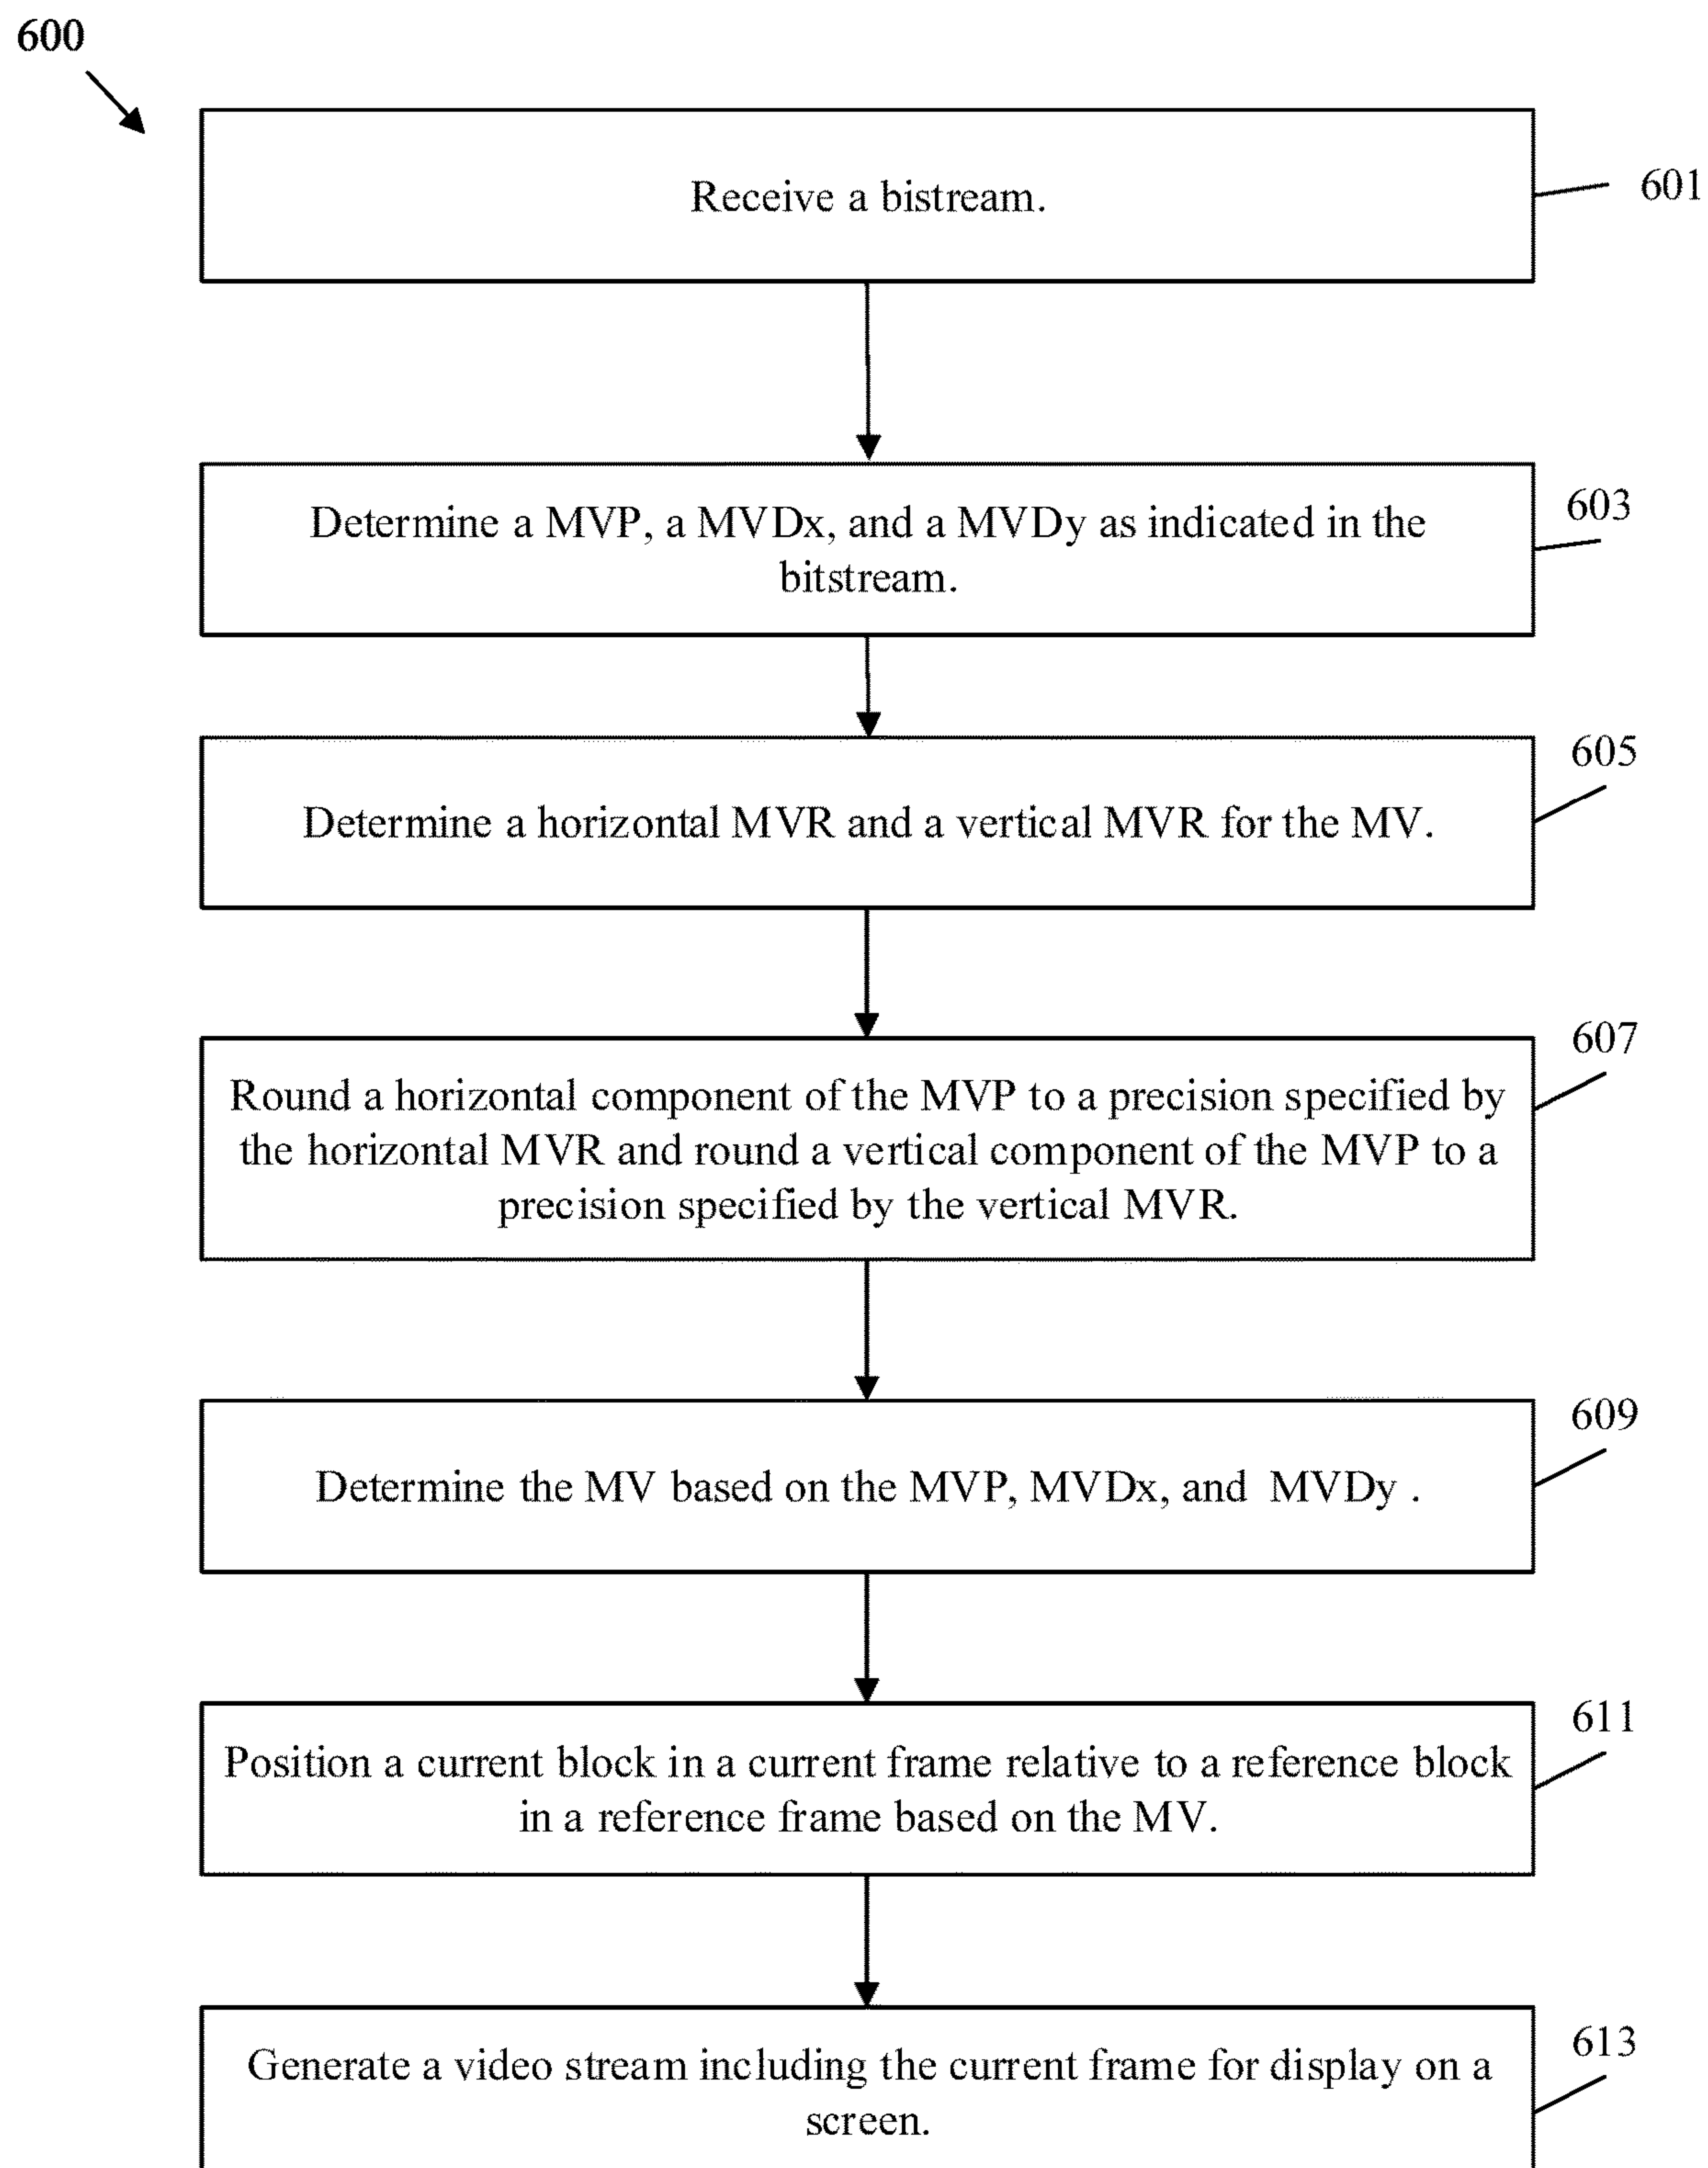 600
Receive a bistream.
601
Determine a MVP, a MVDx, and a MVDy as indicated in the
bitstream.
603
Determine a horizontal MVR and a vertical MVR for the MV.
605
Round a horizontal component of the MVP to a precision specified by
the horizontal MVR and round a vertical component of the MVP to a
precision specified by the vertical MVR.
607
Determine the MV based on the MVP, MVDx, and MVDy .
609
Position a current block in a current frame relative to a reference block
in a reference frame based on the MV.
611
Generate a video stream including the current frame for display on a
screen.
613